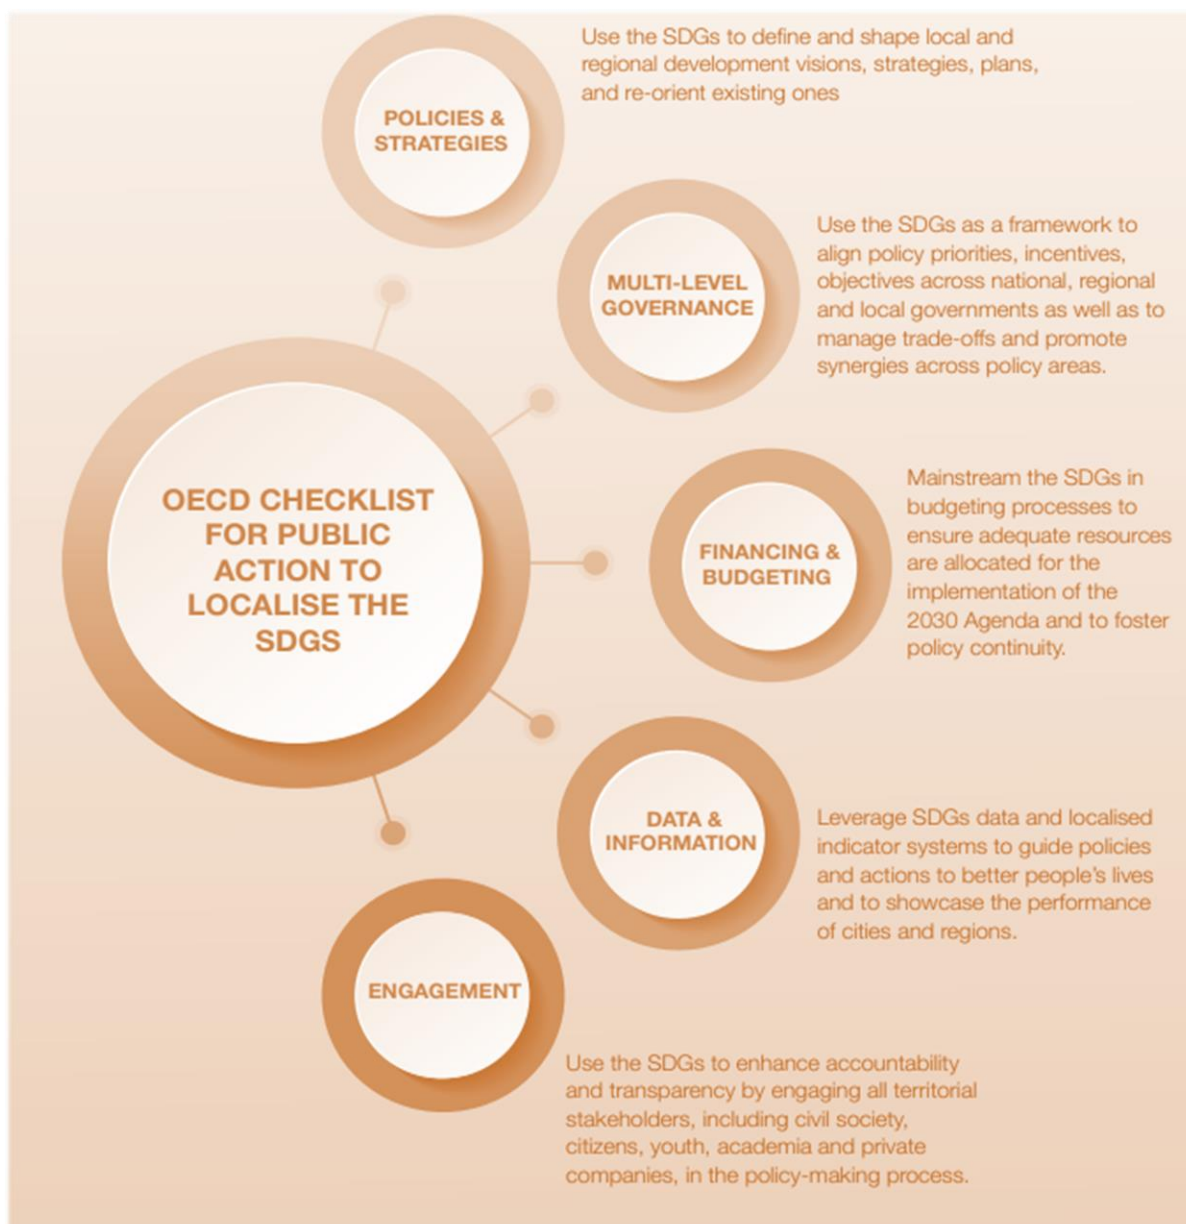 OECD CHECKLIST
FOR PUBLIC
ACTION TO
LOCALISE THE
SDGS
POLICIES &
STRATEGIES
Use the SDGs to define and shape local and
regional development visions, strategies, plans,
and re-orient existing ones
MULTI-LEVEL
GOVERNANCE
Use the SDGs as a framework to
align policy priorities, incentives,
objectives across national, regional
and local governments as well as to
manage trade-offs and promote
synergies across policy areas.
FINANCING &
BUDGETING
Mainstream the SDGs in
budgeting processes to
ensure adequate resources
are allocated for the
implementation of the
2030 Agenda and to foster
policy continuity.
DATA &
INFORMATION
Leverage SDGs data and localised
indicator systems to guide policies
and actions to better people's lives
and to showcase the performance
of cities and regions.
ENGAGEMENT
Use the SDGs to enhance accountability
and transparency by engaging all territorial
stakeholders, including civil society,
citizens, youth, academia and private
companies, in the policy-making process.